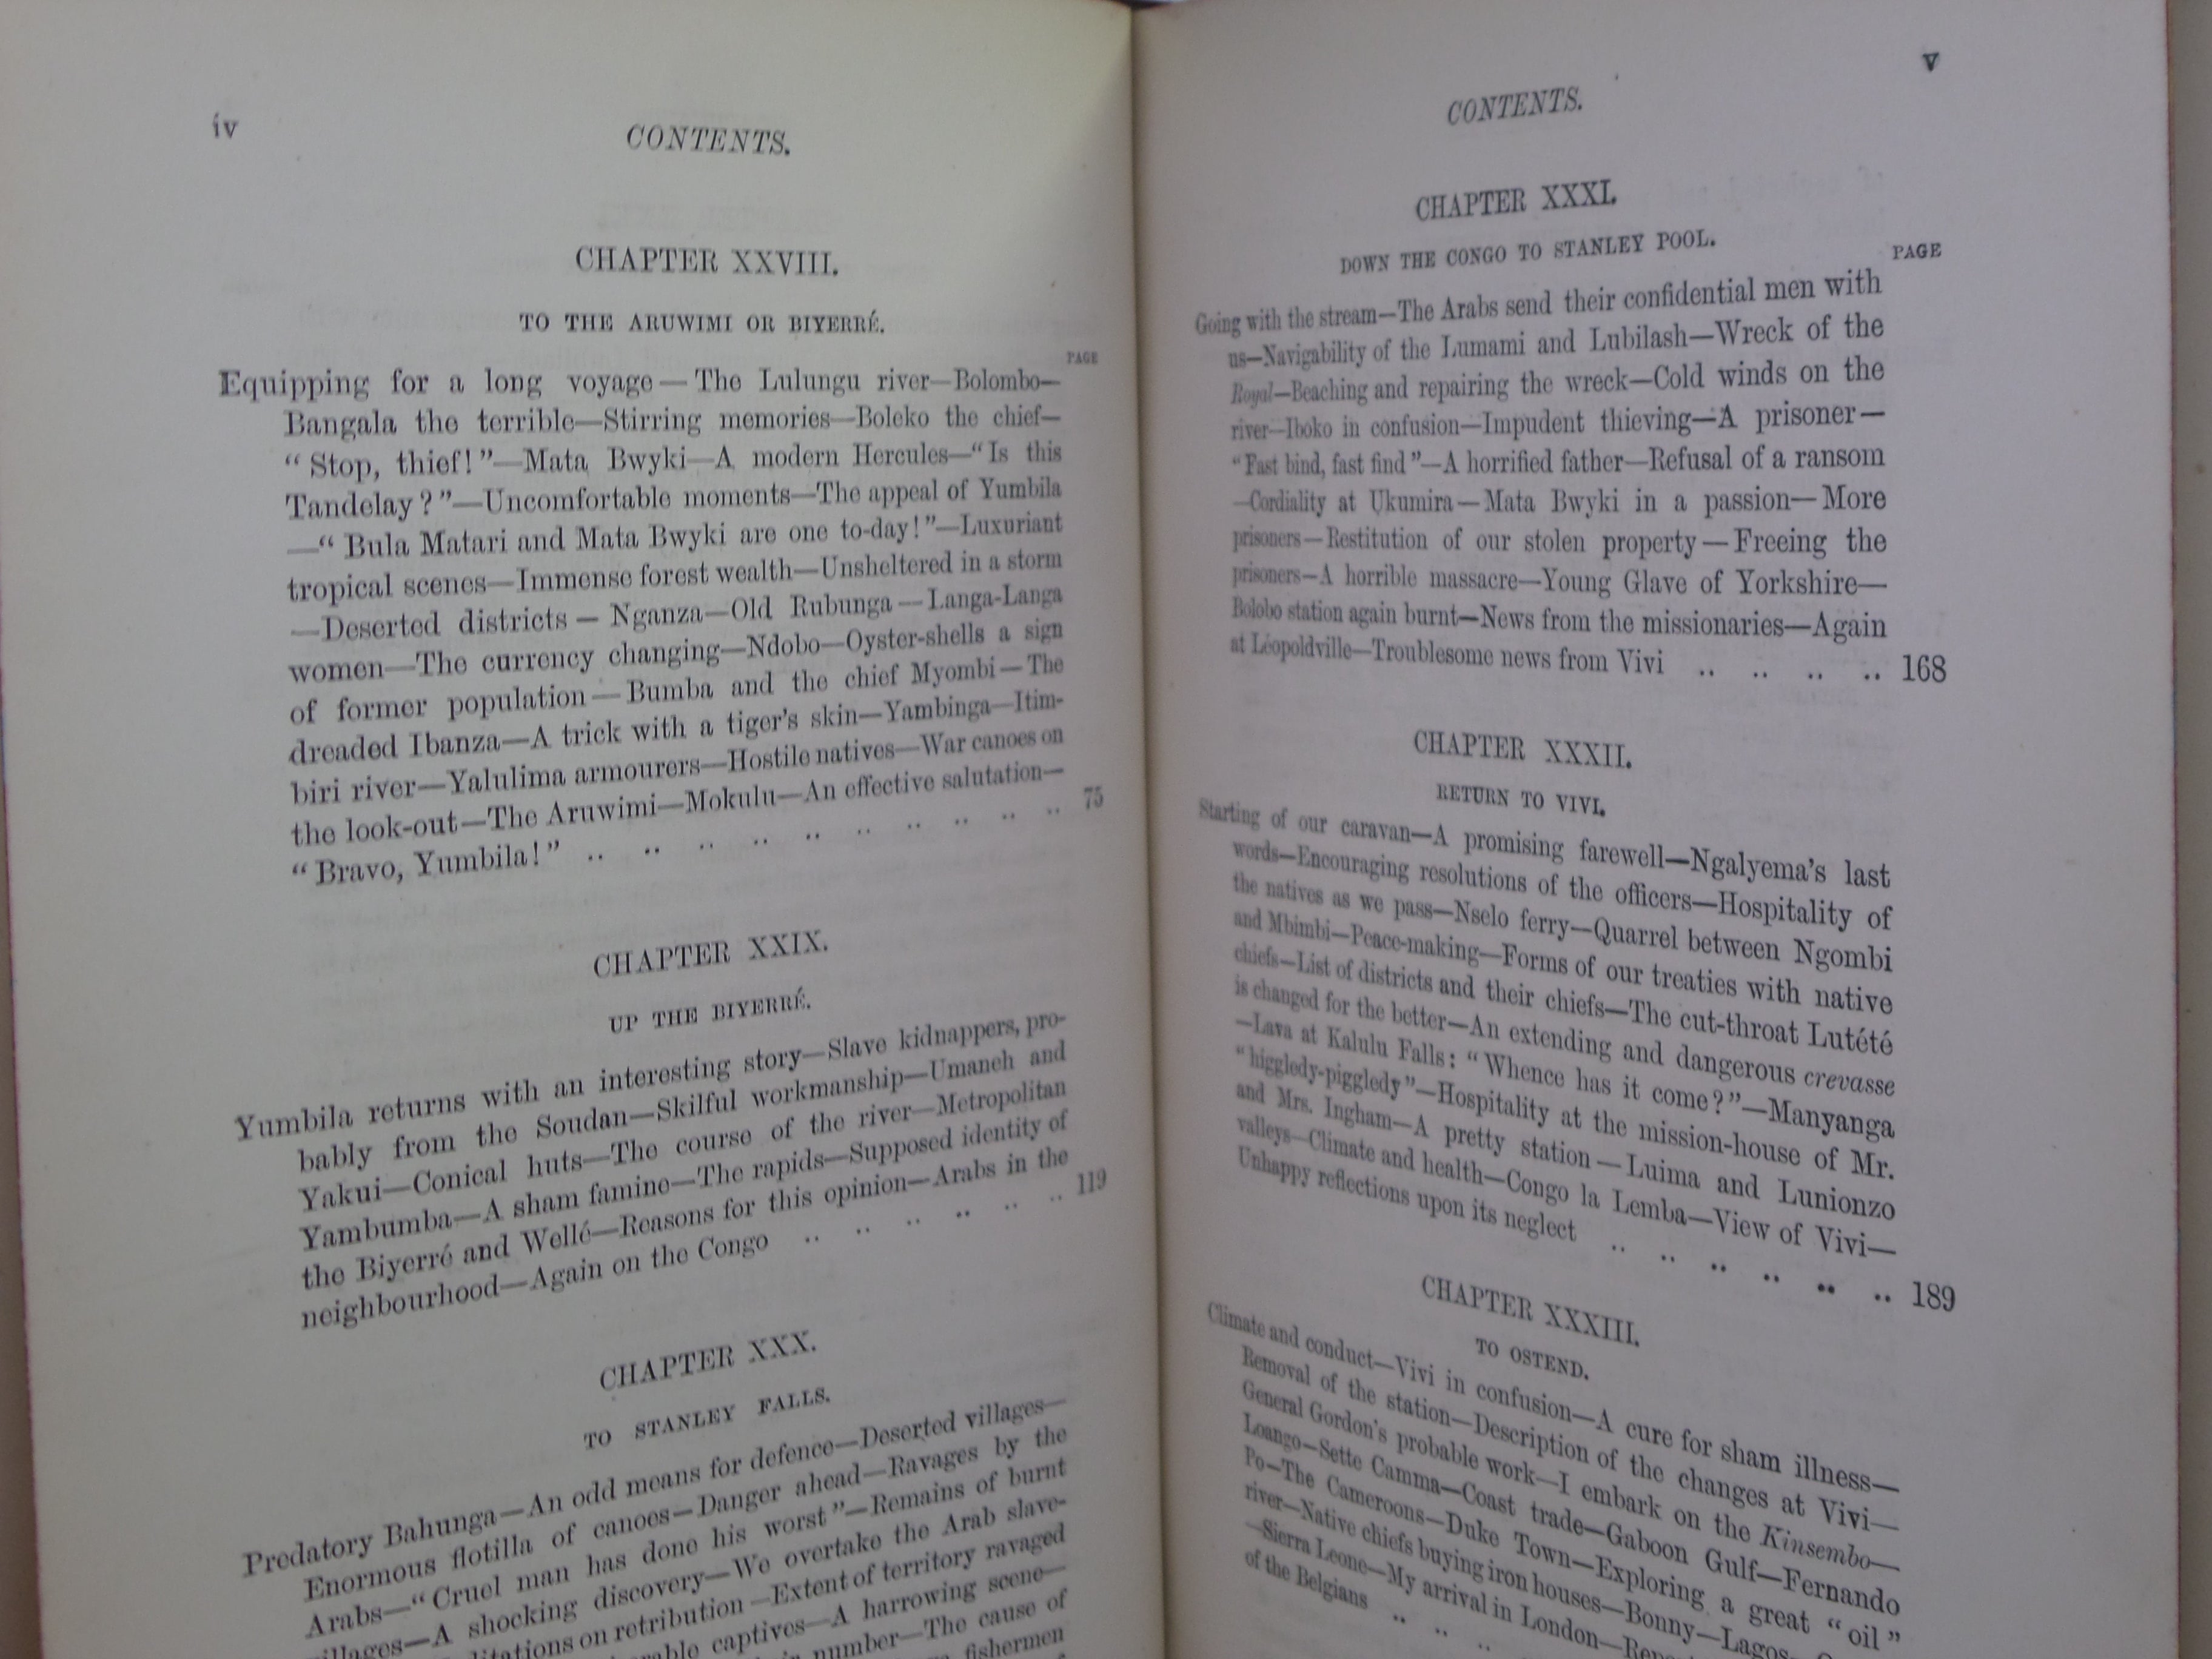 iv
CONTENTS.
CHAPTER XXVIII.
TO THE ARUWIMI OR BIYERRÉ.
PAGE
Equipping for a long voyage—The Lulungu river—Bolombo—
Bangala the terrible—Stirring memories—Boleko the chief—
“Stop, thief!”—Mata Bwyki—A modern Hercules—“Is this
Tandelay?”—Uncomfortable moments—The appeal of Yumbila
—“Bula Matari and Mata Bwyki are one to-day!”—Luxuriant
tropical scenes—Immense forest wealth—Unsheltered in a storm
—Deserted districts—Nganza—Old Rubunga—Langa-Langa
women—The currency changing—Ndobo—Oyster-shells a sign
of former population—Bumba and the chief Myombi—The
dreaded Ibanza—A trick with a tiger's skin—Yambinga—Itim-
biri river—Yalulima armourers—Hostile natives—War canoes on
the look-out—The Aruwimi—Mokulu—An effective salutation—
“Bravo, Yumbila!” .. .. .. .. .. .. .. .. .. 75
CHAPTER XXIX.
UP THE BIYERRÉ.
Yumbila returns with an interesting story—Slave kidnappers, pro-
bably from the Soudan—Skilful workmanship—Umaneh and
Yakui—Conical huts—The course of the river—Metropolitan
Yambumba—A sham famine—The rapids—Supposed identity of
the Biyerré and Wellé—Reasons for this opinion—Arabs in the
neighbourhood—Again on the Congo .. .. .. .. .. .. 119
CHAPTER XXX.
TO STANLEY FALLS.
Predatory Bahunga—An odd means for defence—Deserted villages—
Enormous flotilla of canoes—Danger ahead—Ravages by the
Arabs—“Cruel man has done his worst”—Remains of burnt
villages—A shocking discovery—We overtake the Arab slave-
on retribution—Extent of territory ravaged
captives—A harrowing scene—
number—The cause of
fishermen
v
CONTENTS.
CHAPTER XXXI.
DOWN THE CONGO TO STANLEY POOL.
PAGE
Going with the stream—The Arabs send their confidential men with
us—Navigability of the Lumami and Lubilash—Wreck of the
Royal—Beaching and repairing the wreck—Cold winds on the
river—Iboko in confusion—Impudent thieving—A prisoner—
“Fast bind, fast find”—A horrified father—Refusal of a ransom
—Cordiality at Ukumira—Mata Bwyki in a passion—More
prisoners—Restitution of our stolen property—Freeing the
prisoners—A horrible massacre—Young Glave of Yorkshire—
Bolobo station again burnt—News from the missionaries—Again
at Léopoldville—Troublesome news from Vivi .. .. .. .. 168
CHAPTER XXXII.
RETURN TO VIVI.
Starting of our caravan—A promising farewell—Ngalyema's last
words—Encouraging resolutions of the officers—Hospitality of
the natives as we pass—Nselo ferry—Quarrel between Ngombi
and Mbimbi—Peace-making—Forms of our treaties with native
chiefs—List of districts and their chiefs—The cut-throat Lutété
is changed for the better—An extending and dangerous crevasse
—Lava at Kalulu Falls: “Whence has it come?”—Manyanga
“higgledy-piggledy”—Hospitality at the mission-house of Mr.
and Mrs. Ingham—A pretty station—Luima and Lunionzo
valleys—Climate and health—Congo la Lemba—View of Vivi—
Unhappy reflections upon its neglect .. .. .. .. .. .. 189
CHAPTER XXXIII.
TO OSTEND.
Climate and conduct—Vivi in confusion—A cure for sham illness—
Removal of the station—Description of the changes at Vivi—
General Gordon's probable work—I embark on the Kinsembo—
Loango—Sette Camma—Coast trade—Gaboon Gulf—Fernando
Po—The Cameroons—Duke Town—Exploring a great “oil”
river—Native chiefs buying iron houses—Bonny—Lagos
—Sierra Leone—My arrival in London—
of the Belgians .. .. ..